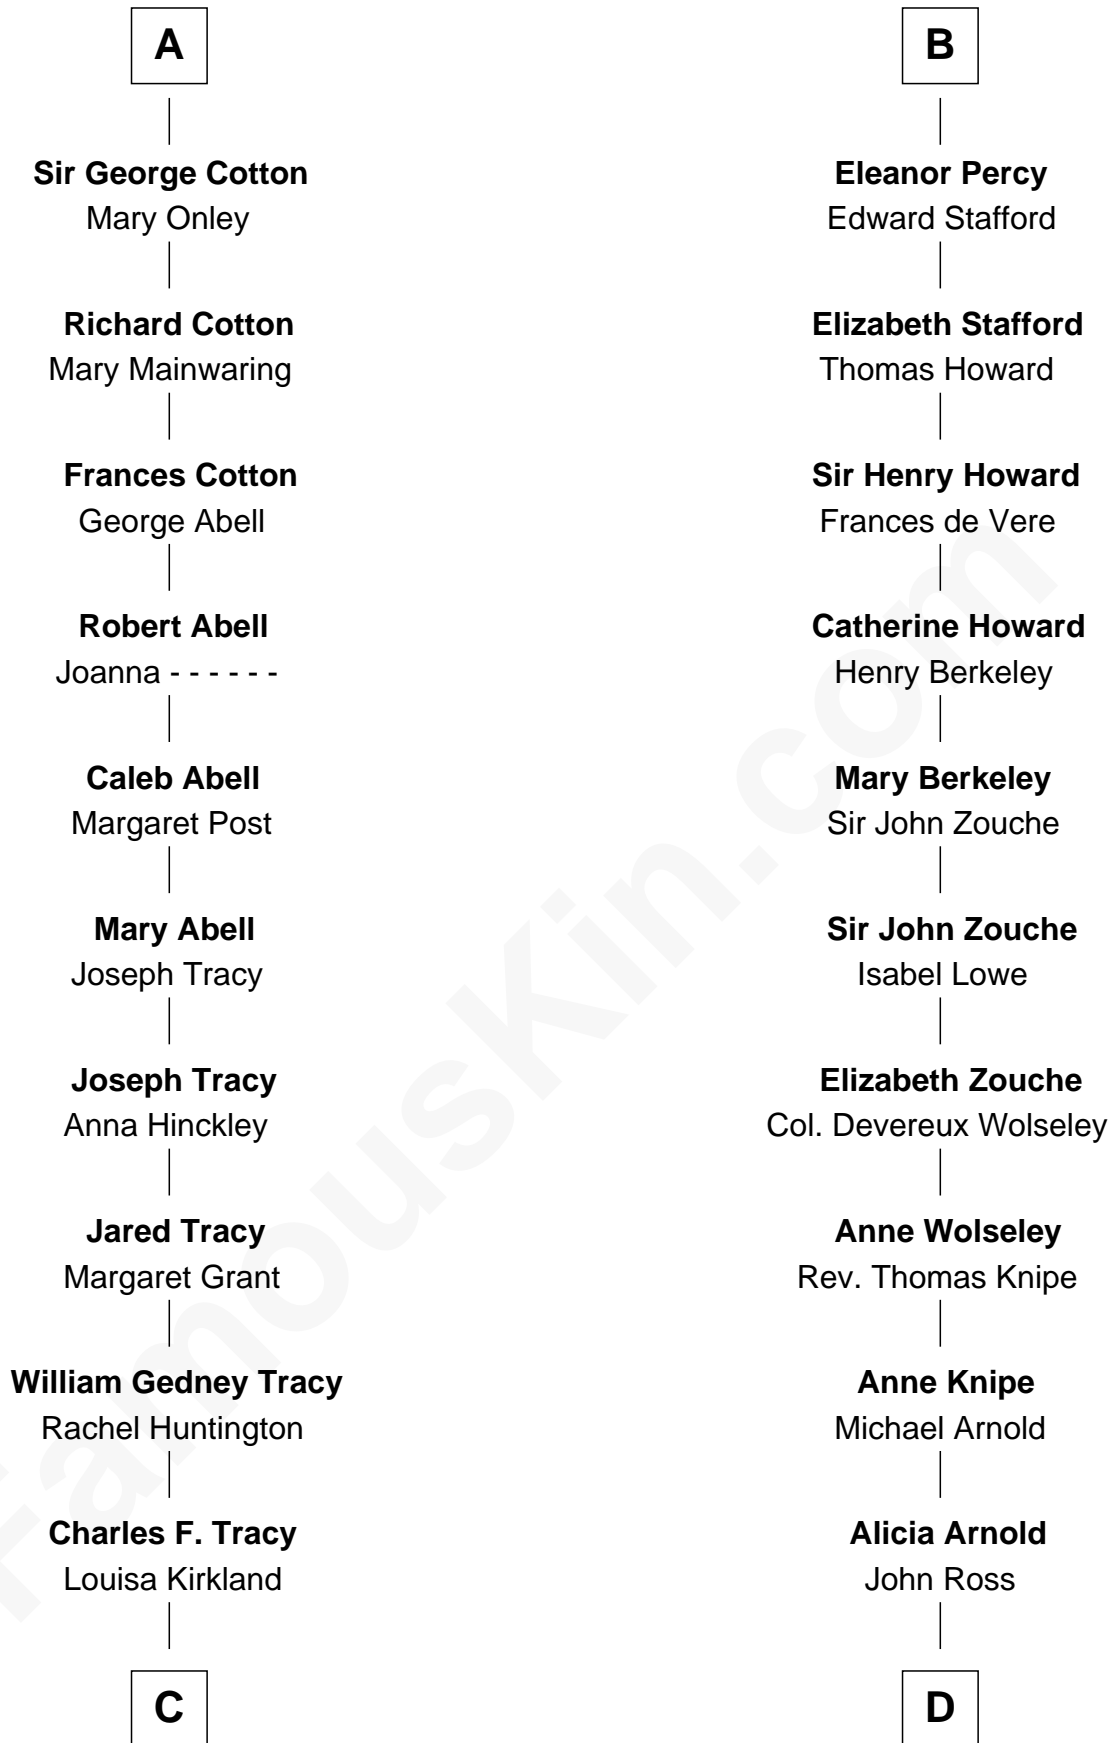 A
Sir George Cotton
Mary Onley
Richard Cotton
Mary Mainwaring
Frances Cotton
George Abell
Robert Abell
Joanna - - - - - -
Caleb Abell
Margaret Post
Mary Abell
Joseph Tracy
Joseph Tracy
Anna Hinckley
Jared Tracy
Margaret Grant
William Gedney Tracy
Rachel Huntington
Charles F. Tracy
Louisa Kirkland
C
B
Eleanor Percy
Edward Stafford
Elizabeth Stafford
Thomas Howard
Sir Henry Howard
Frances de Vere
Catherine Howard
Henry Berkeley
Mary Berkeley
Sir John Zouche
Sir John Zouche
Isabel Lowe
Elizabeth Zouche
Col. Devereux Wolseley
Anne Wolseley
Rev. Thomas Knipe
Anne Knipe
Michael Arnold
Alicia Arnold
John Ross
D
FamousKin.com